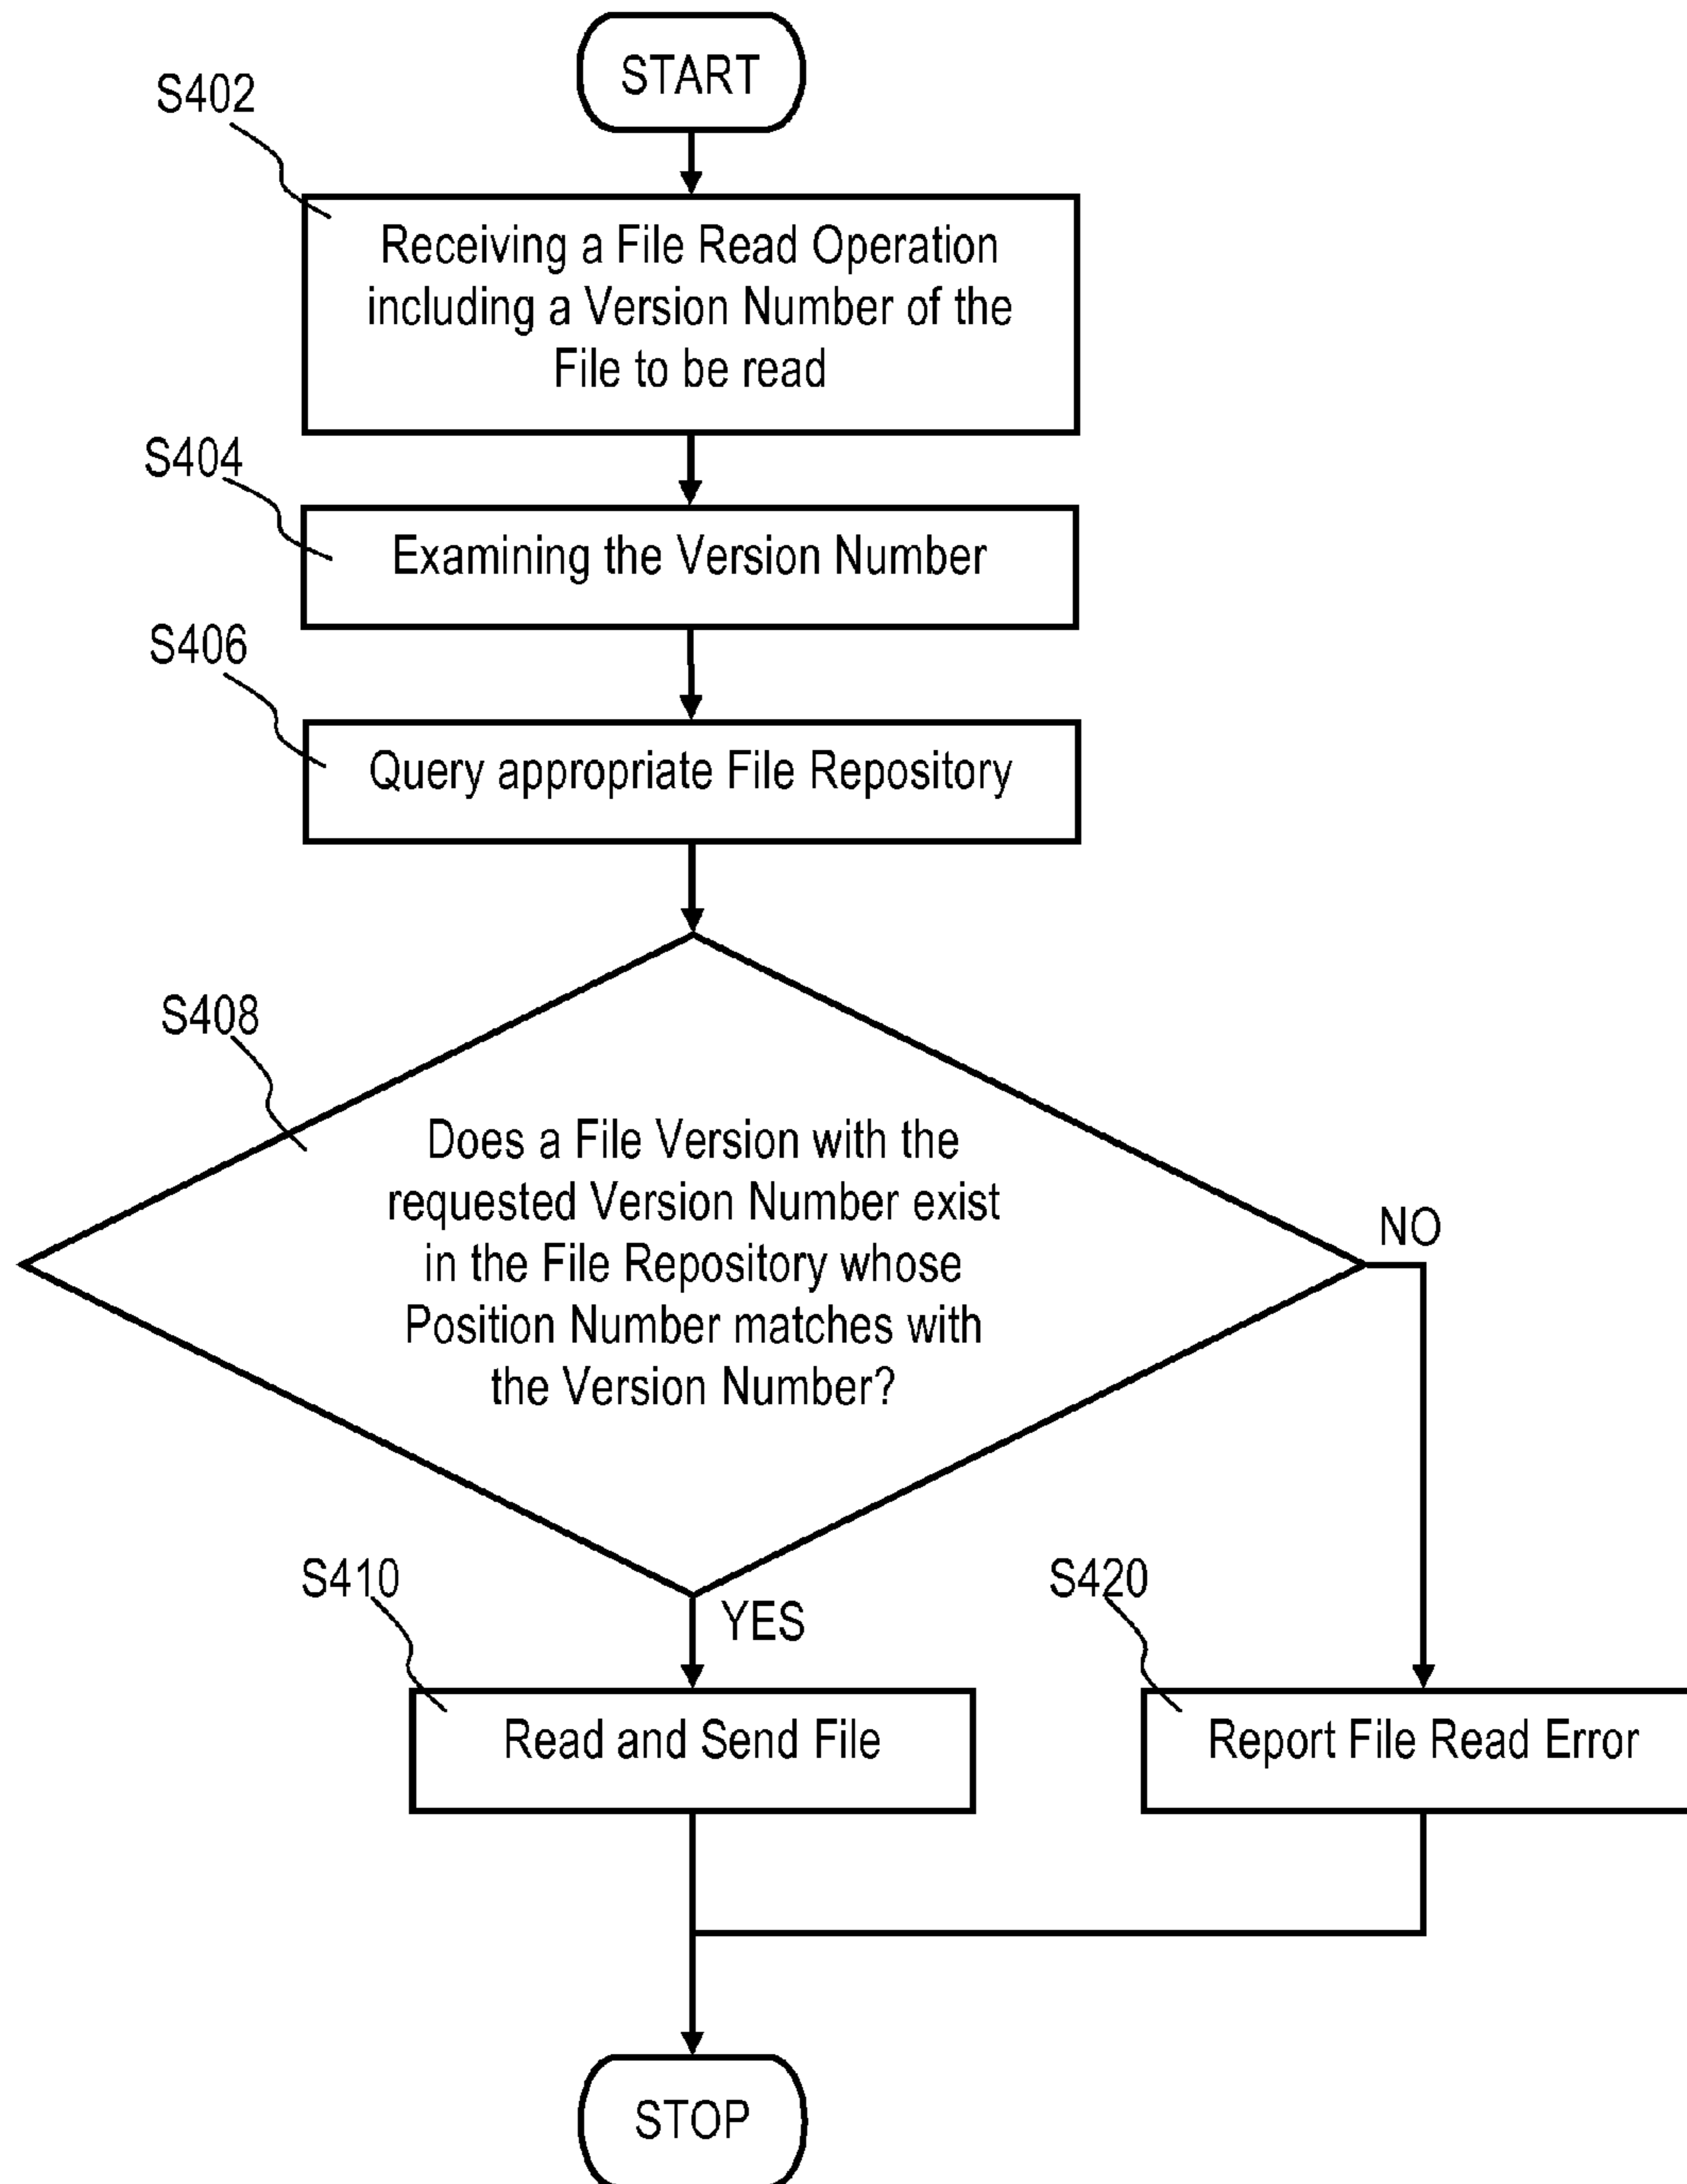 START
S402
Receiving a File Read Operation
including a Version Number of the
File to be read
S404
Examining the Version Number
S406
Query appropriate File Repository
S408
Does a File Version with the
requested Version Number exist
in the File Repository whose
Position Number matches with
the Version Number?
NO
S410
YES
S420
Read and Send File
Report File Read Error
STOP